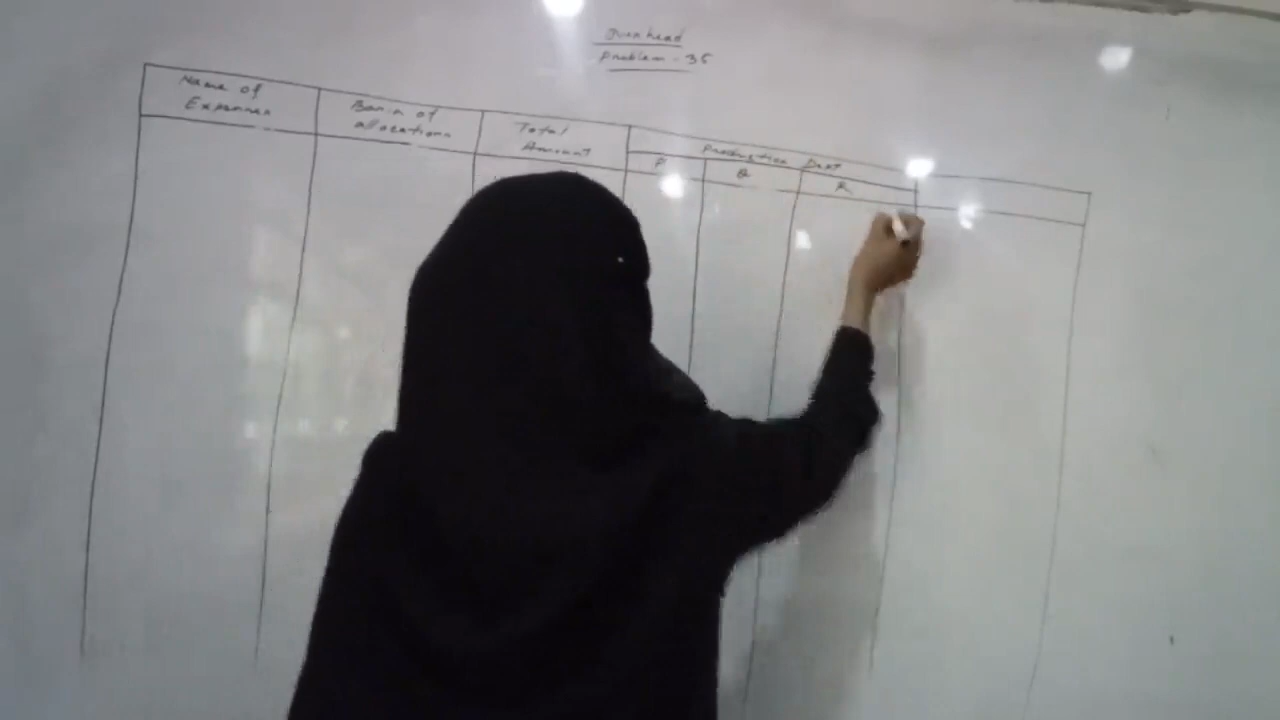 Overhead
Problem - 35
Name of
Expenses
Basis of
allocations
Total
Amount
Production Dept
P
Q
R